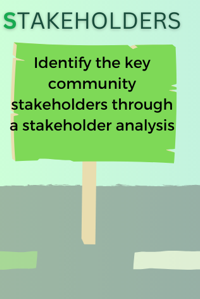 STAKEHOLDERS
Identify the key
community
stakeholders through
a stakeholder analysis